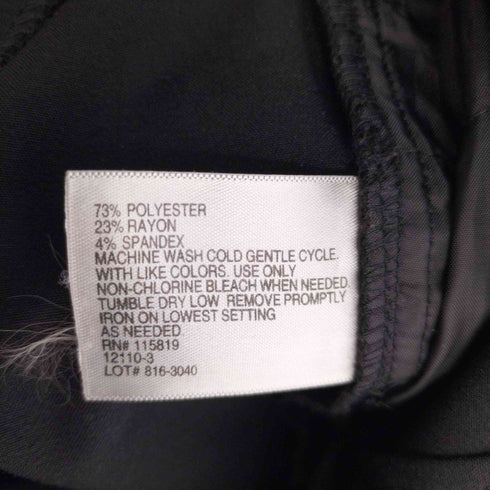 73% POLYESTER
23% RAYON
4% SPANDEX
MACHINE WASH COLD GENTLE CYCLE.
WITH LIKE COLORS. USE ONLY
NON-CHLORINE BLEACH WHEN NEEDED.
TUMBLE DRY LOW. REMOVE PROMPTLY
IRON ON LOWEST SETTING
AS NEEDED.
RN# 115819
12110-3
LOT# 816-3040